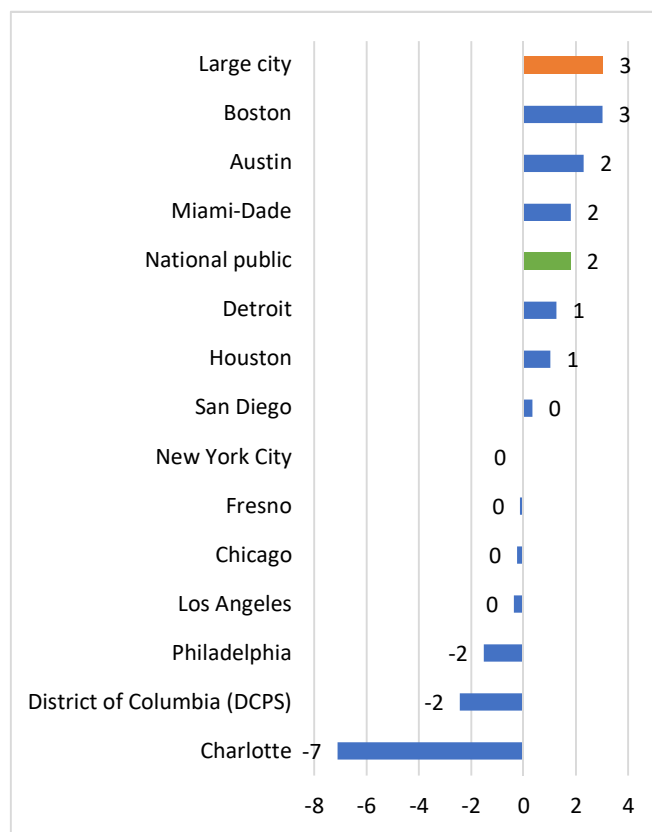 Large city 3
Boston 3
Austin 2
Miami-Dade 2
National public 2
Detroit 1
Houston 1
San Diego 0
New York City 0
Fresno 0
Chicago 0
Los Angeles 0
Philadelphia -2
District of Columbia (DCPS) -2
Charlotte -7
-8 -6 -4 -2 0 2 4